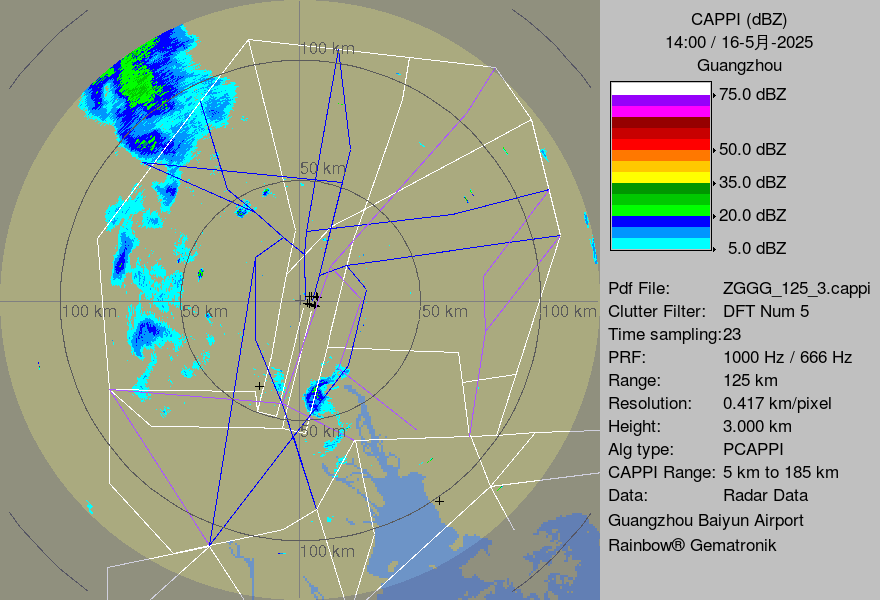 100 km
50 km
100 km
50 km
50 km
100 km
50 km
100 km
CAPPI (dBZ)
14:00 / 16-5月-2025
Guangzhou
75.0 dBZ
50.0 dBZ
35.0 dBZ
20.0 dBZ
5.0 dBZ
Pdf File: ZGGG_125_3.cappi
Clutter Filter: DFT Num 5
Time sampling:23
PRF: 1000 Hz / 666 Hz
Range: 125 km
Resolution: 0.417 km/pixel
Height: 3.000 km
Alg type: PCAPPI
CAPPI Range: 5 km to 185 km
Data: Radar Data
Guangzhou Baiyun Airport
Rainbow® Gematronik